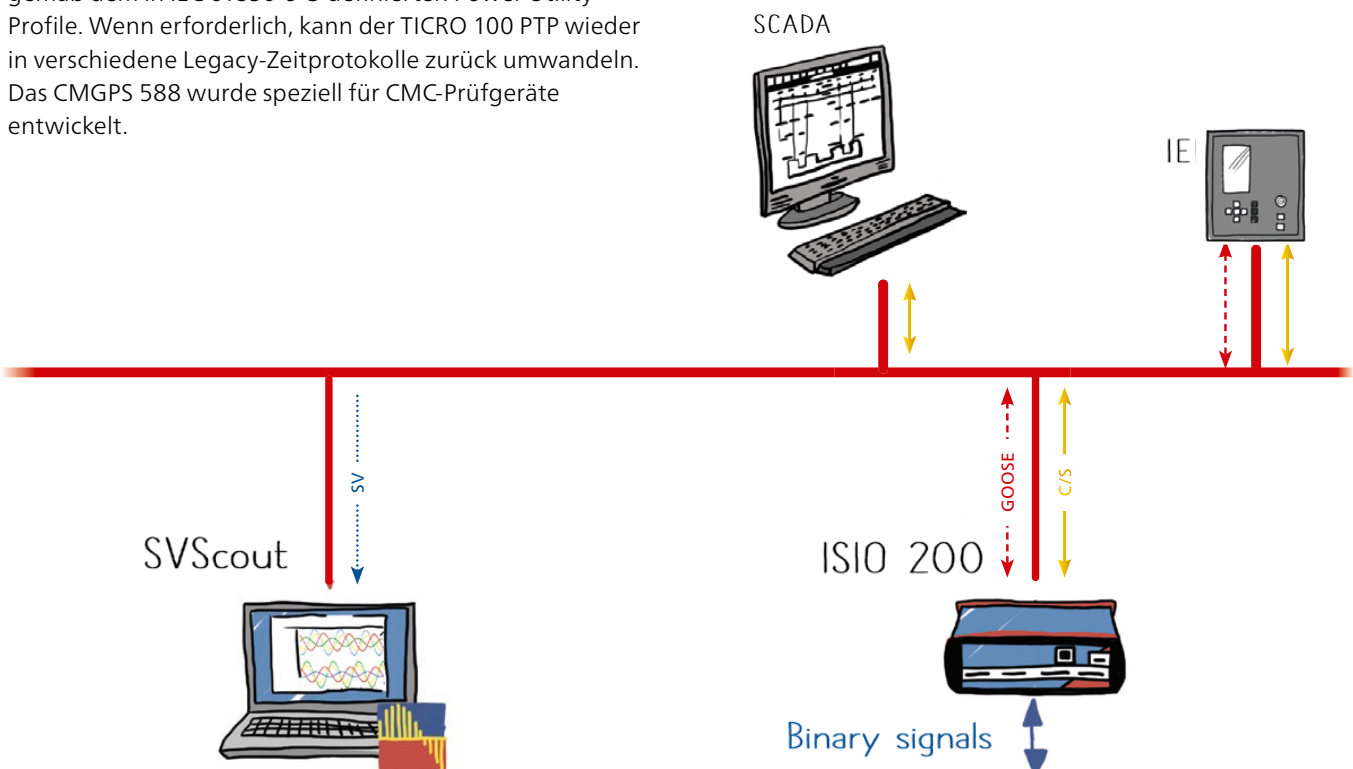 Profile. Wenn erforderlich, kann der TICRO 100 PTP wieder
in verschiedene Legacy-Zeitprotokolle zurück umwandeln.
Das CMGPS 588 wurde speziell für CMC-Prüfgeräte
entwickelt.
SCADA
SV
GOOSE
C/S
SVScout
ISIO 200
Binary signals